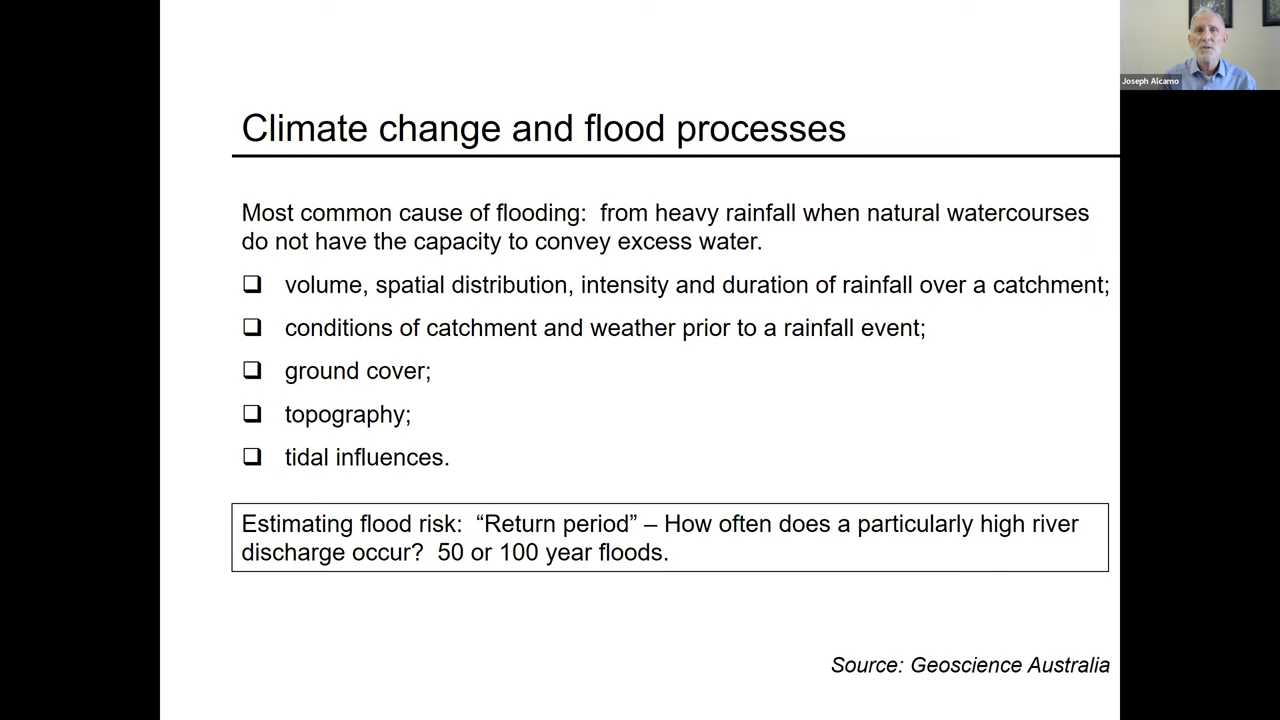 Joseph Alcamo
Climate change and flood processes
Most common cause of flooding:  from heavy rainfall when natural watercourses
do not have the capacity to convey excess water.
❑ volume, spatial distribution, intensity and duration of rainfall over a catchment;
❑ conditions of catchment and weather prior to a rainfall event;
❑ ground cover;
❑ topography;
❑ tidal influences.
Estimating flood risk:  “Return period” – How often does a particularly high river
discharge occur?  50 or 100 year floods.
Source: Geoscience Australia